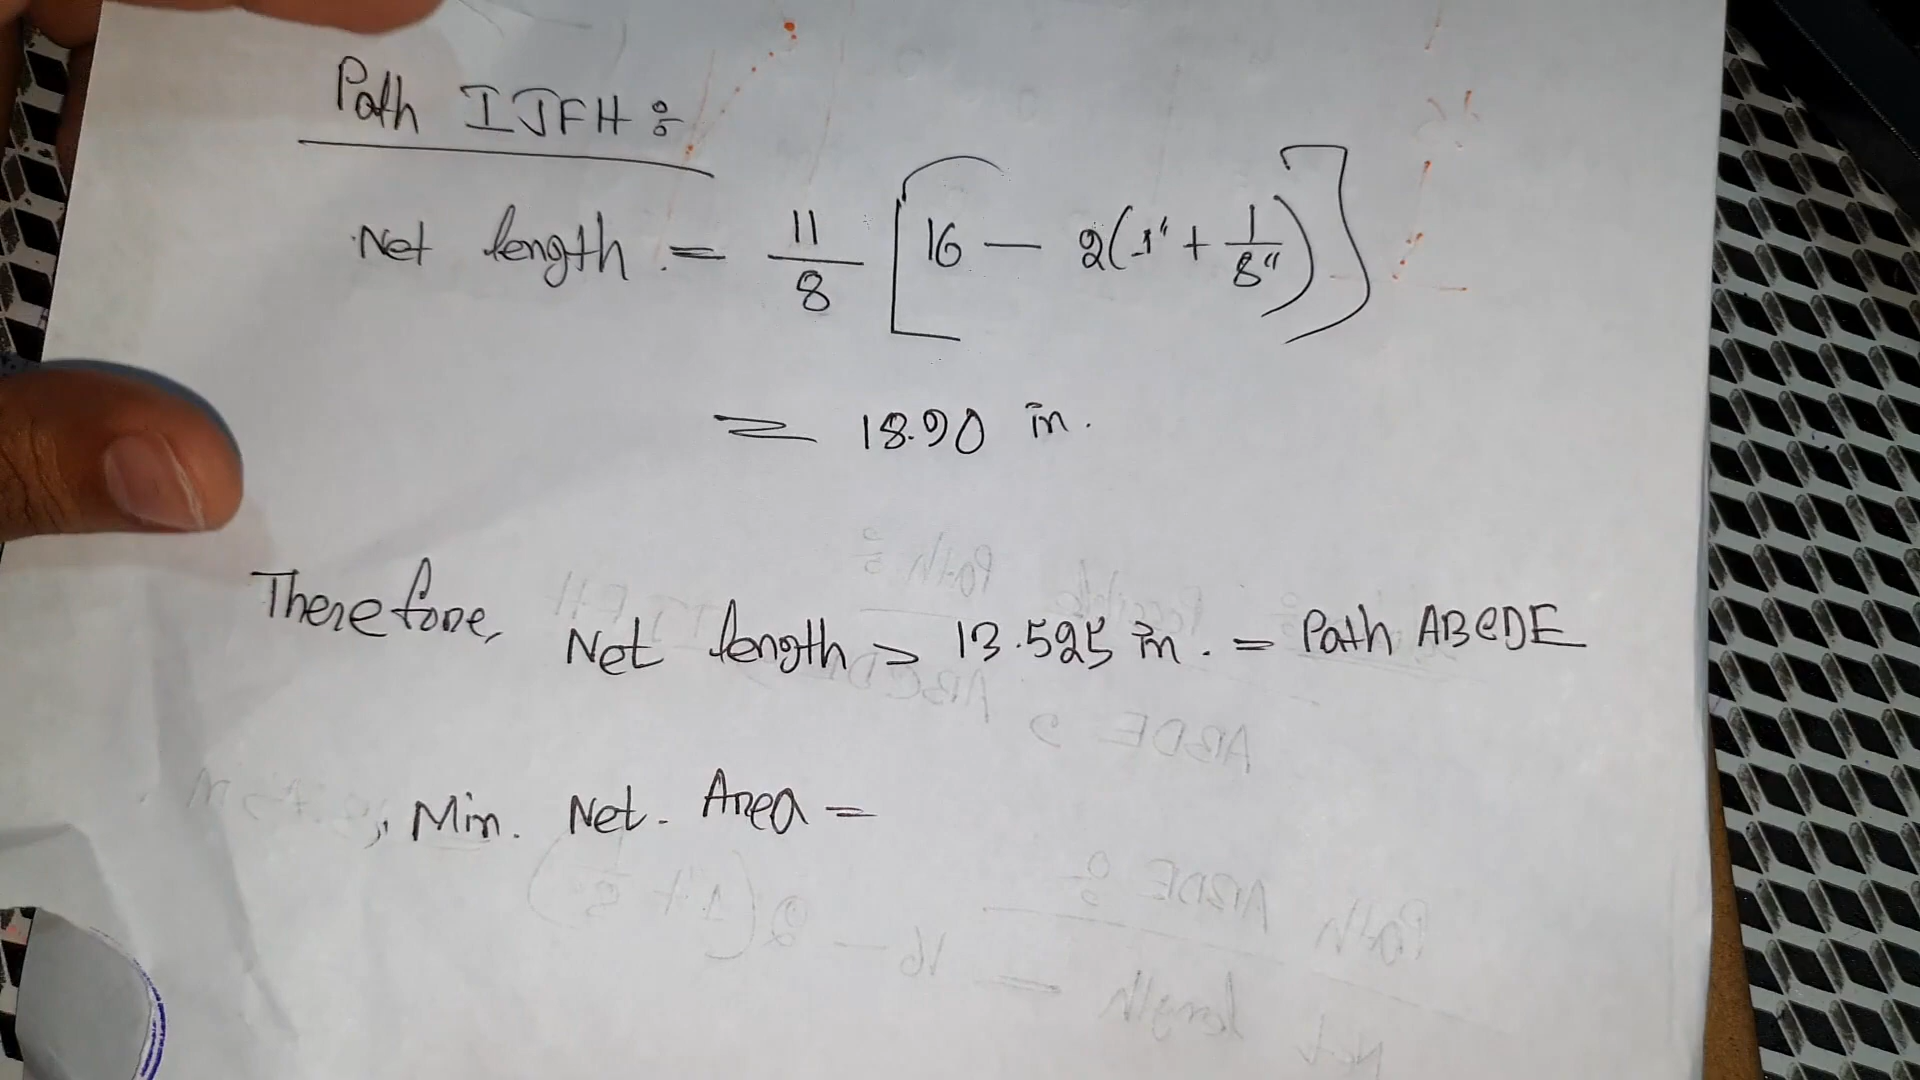 Path IJFH :
Net length = 11/8 [16 - 2(1" + 1/8")]
= 18.90 in.
Therefore, Net length = 13.525 in. = Path ABCDE
Min. Net. Area =